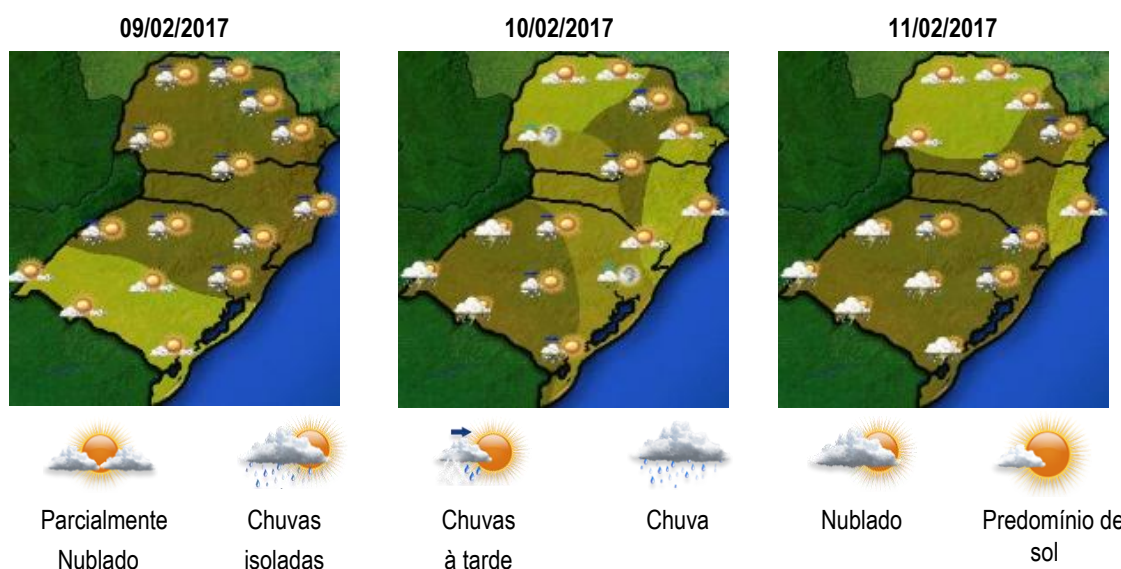 09/02/2017
10/02/2017
11/02/2017
Parcialmente
Nublado
Chuvas
isoladas
Chuvas
à tarde
Chuva
Nublado
Predomínio de
sol